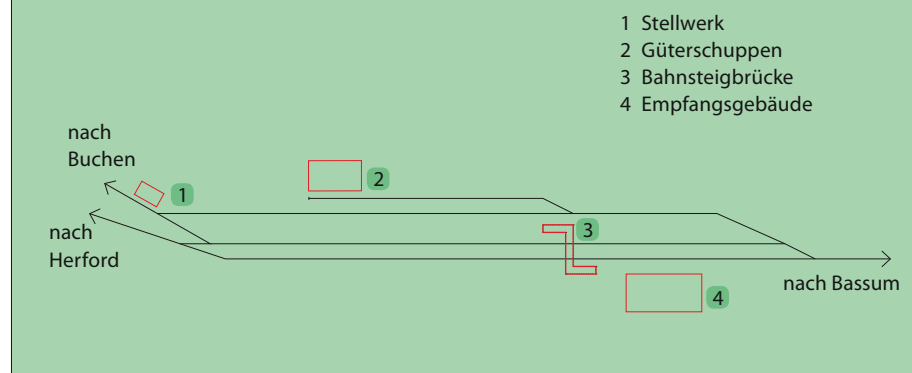 1 Stellwerk
2 Güterschuppen
3 Bahnsteigbrücke
4 Empfangsgebäude
nach
Buchen
1
2
nach
Herford
3
nach Bassum
4